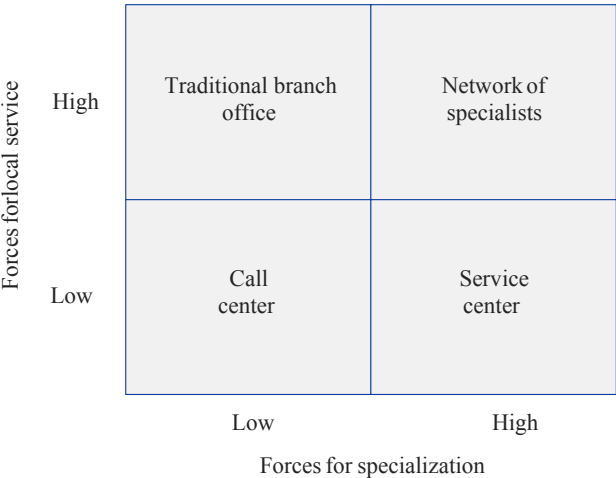 Forces forlocal service
High
Traditional branch
office
Network of
specialists
Low
Call
center
Service
center
Low
High
Forces for specialization